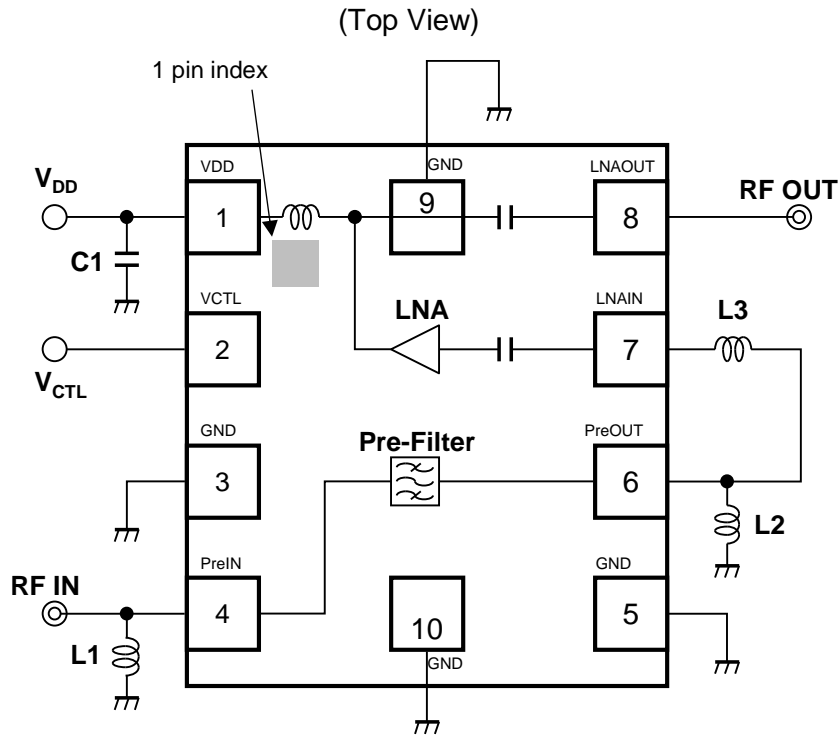 (Top View)
1 pin index
VDD
GND
LNAOUT
VDD
RF OUT
1
9
8
C1
VCTL
LNA
LNAIN
L3
2
7
VCTL
GND
Pre-Filter
PreOUT
3
6
L2
PreIN
GND
RF IN
4
10
5
L1
GND